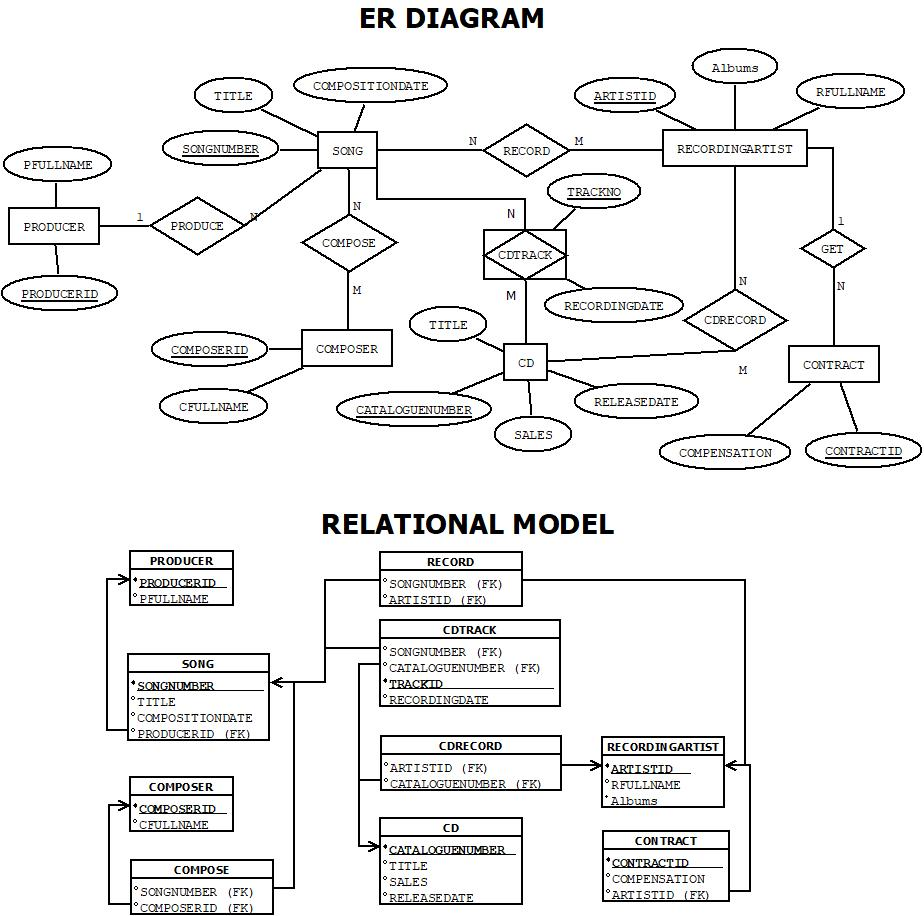 ER DIAGRAM
TITLE
COMPOSITIONDATE
SONGNUMBER
SONG
N
RECORD
M
ARTISTID
Albums
RFULLNAME
RECORDINGARTIST
PFULLNAME
PRODUCER
1
PRODUCE
N
PRODUCERID
N
COMPOSE
M
COMPOSERID
COMPOSER
CFULLNAME
N
TRACKNO
CDTRACK
M
RECORDINGDATE
TITLE
CD
CATALOGUENUMBER
SALES
RELEASEDATE
N
CDRECORD
M
1
GET
N
CONTRACT
COMPENSATION
CONTRACTID
RELATIONAL MODEL
PRODUCER
PRODUCERID
PFULLNAME
SONG
SONGNUMBER
TITLE
COMPOSITIONDATE
PRODUCERID (FK)
COMPOSER
COMPOSERID
CFULLNAME
COMPOSE
SONGNUMBER (FK)
COMPOSERID (FK)
RECORD
SONGNUMBER (FK)
ARTISTID (FK)
CDTRACK
SONGNUMBER (FK)
CATALOGUENUMBER (FK)
TRACKID
RECORDINGDATE
CDRECORD
ARTISTID (FK)
CATALOGUENUMBER (FK)
CD
CATALOGUENUMBER
TITLE
SALES
RELEASEDATE
RECORDINGARTIST
ARTISTID
RFULLNAME
Albums
CONTRACT
CONTRACTID
COMPENSATION
ARTISTID (FK)